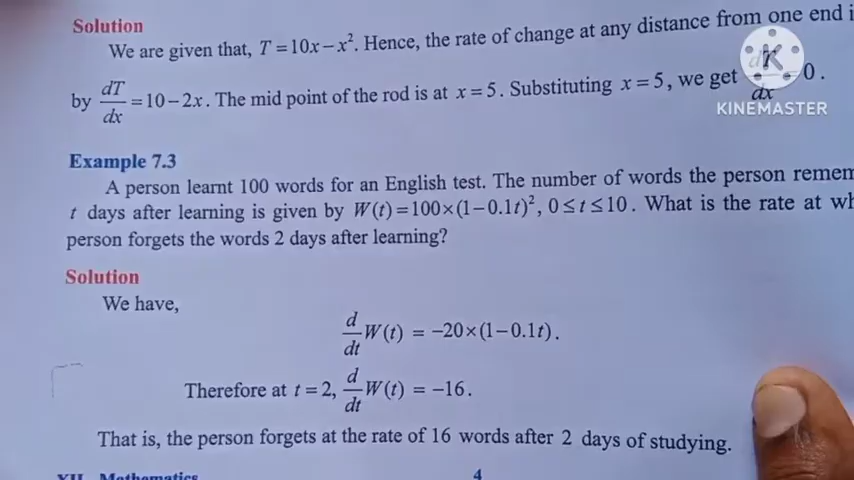 Solution
We are given that, T = 10x − x². Hence, the rate of change at any distance from one end i
by dT/dx = 10 − 2x. The mid point of the rod is at x = 5. Substituting x = 5, we get dT/dx = 0.
KINEMASTER
Example 7.3
A person learnt 100 words for an English test. The number of words the person remem
t days after learning is given by W(t) = 100×(1−0.1t)², 0 ≤ t ≤ 10. What is the rate at wh
person forgets the words 2 days after learning?
Solution
We have,
d/dt W(t) = −20×(1−0.1t).
Therefore at t = 2, d/dt W(t) = −16.
That is, the person forgets at the rate of 16 words after 2 days of studying.
XII Mathematics 4